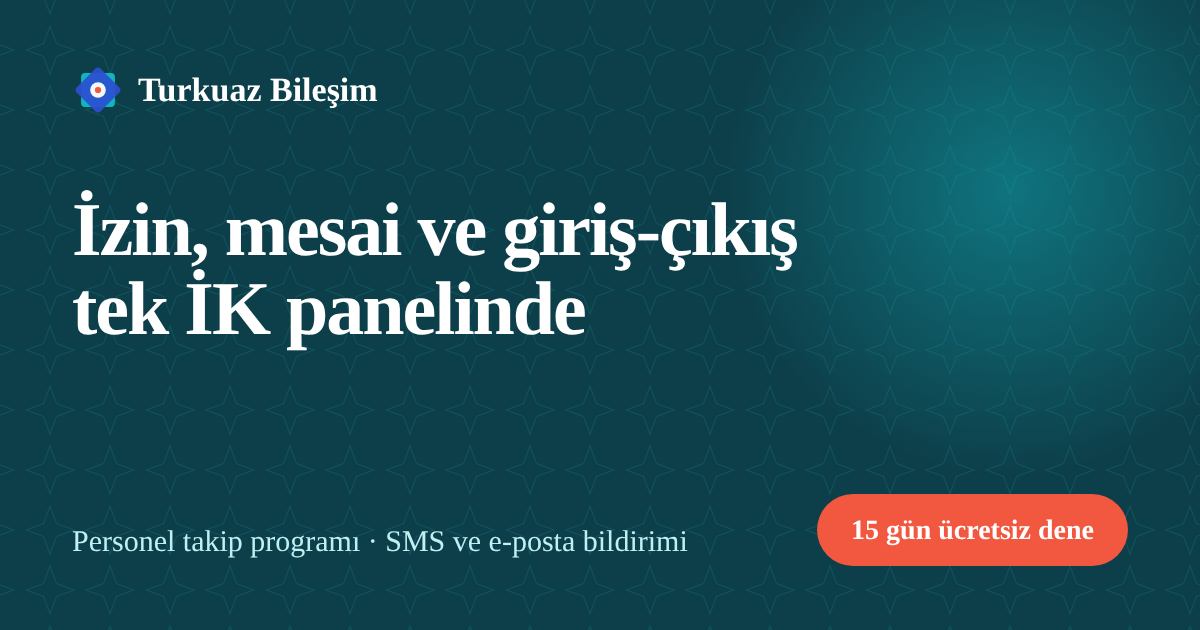 Turkuaz Bileşim
İzin, mesai ve giriş-çıkış
tek İK panelinde
Personel takip programı · SMS ve e-posta bildirimi
15 gün ücretsiz dene